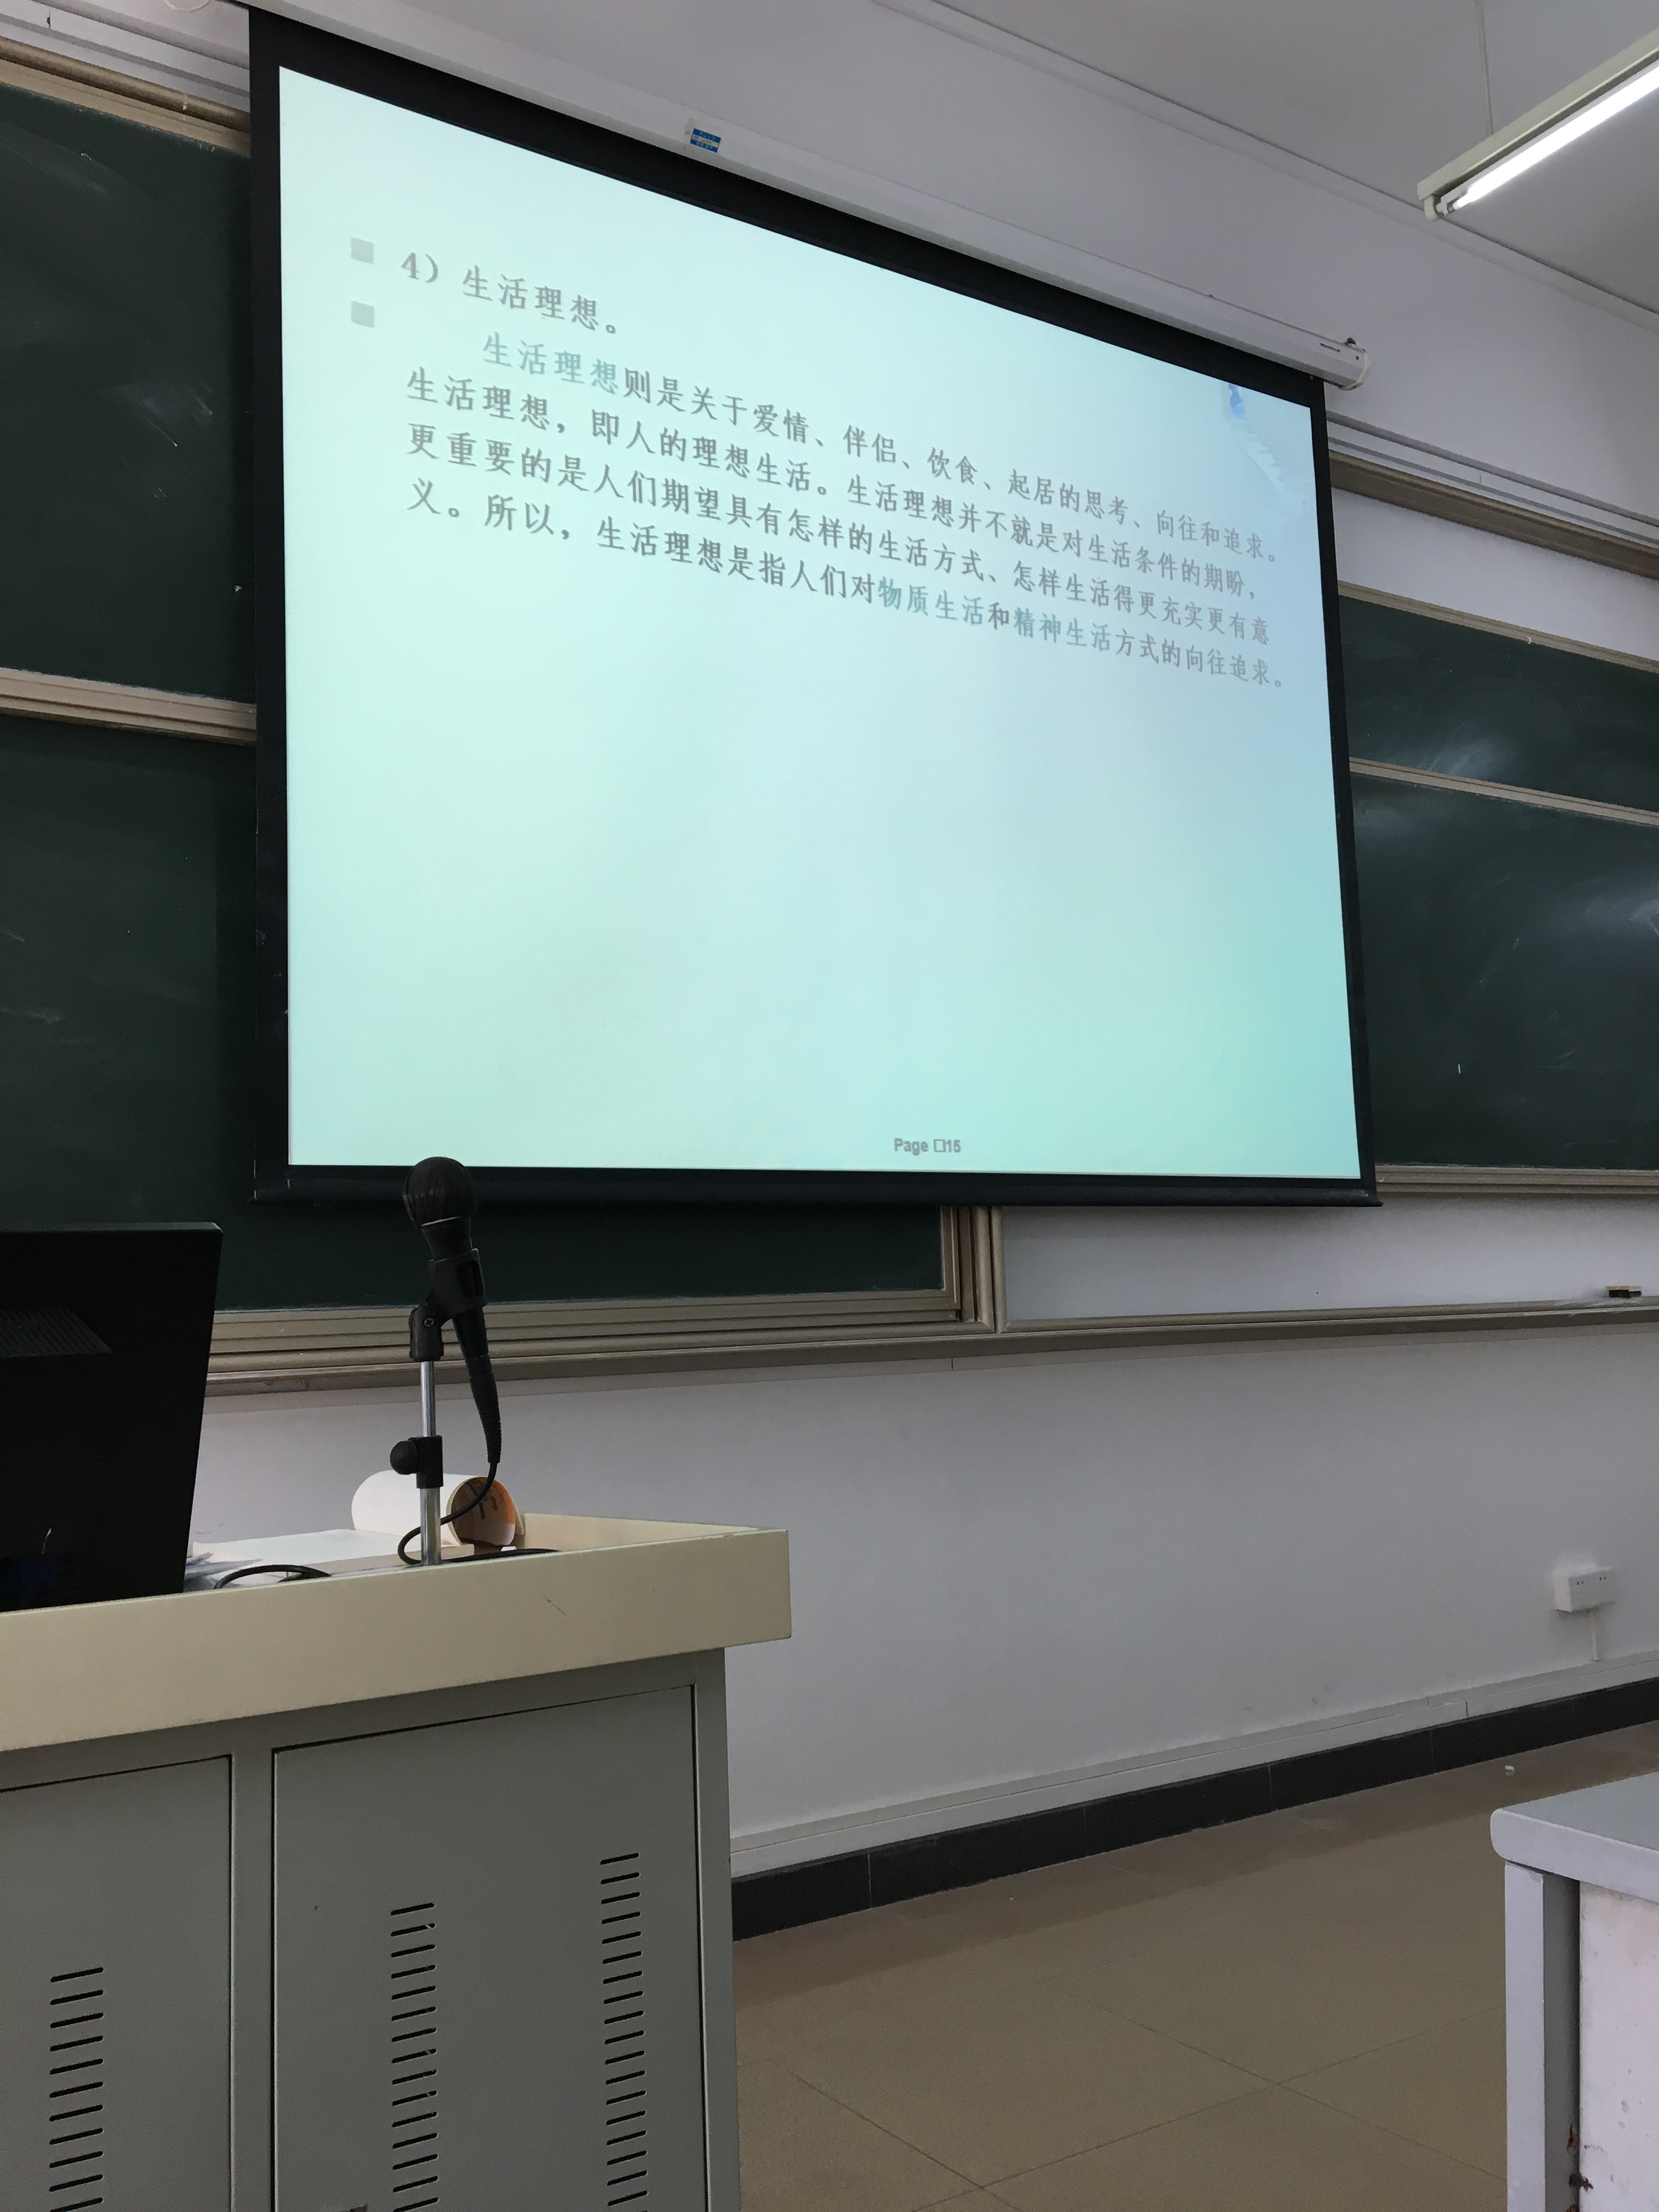 4）生活理想。
生活理想则是关于爱情、伴侣、饮食、起居的思考、向往和追求。
生活理想，即人的理想生活。生活理想并不就是对生活条件的期盼，
更重要的是人们期望具有怎样的生活方式、怎样生活得更充实更有意
义。所以，生活理想是指人们对物质生活和精神生活方式的向往追求。
Page □15